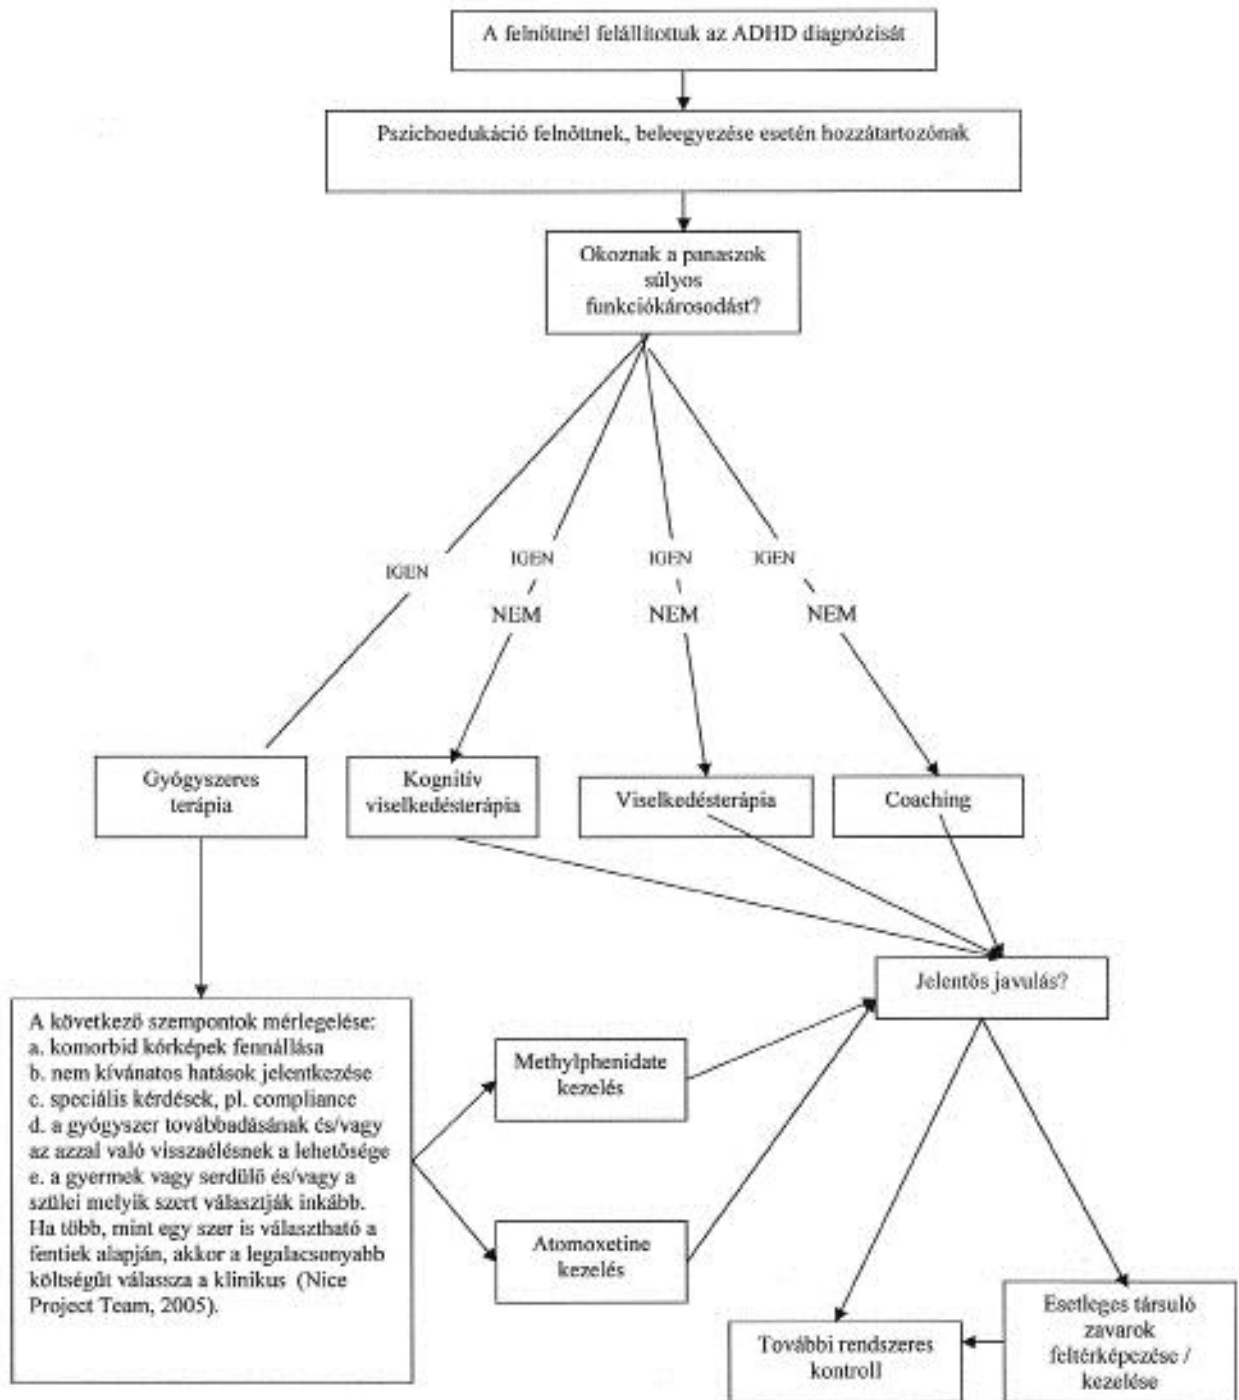 A felnőttnél felállítottuk az ADHD diagnózisát
Pszichoedukáció felnőttnek, beleegyezése esetén hozzátartozónak
Okoznak a panaszok
súlyos
funkciókárosodást?
IGEN
IGEN
IGEN
IGEN
NEM
NEM
NEM
Gyógyszeres
terápia
Kognitív
viselkedésterápia
Viselkedésterápia
Coaching
Jelentős javulás?
A következő szempontok mérlegelése:
a. komorbid kórképek fennállása
b. nem kívánatos hatások jelentkezése
c. speciális kérdések, pl. compliance
d. a gyógyszer továbbadásának és/vagy
az azzal való visszaélésnek a lehetősége
e. a gyermek vagy serdülő és/vagy a
szülei melyik szert választják inkább.
Ha több, mint egy szer is választható a
fentiek alapján, akkor a legalacsonyabb
költségűt válassza a klinikus (Nice
Project Team, 2005).
Methylphenidate
kezelés
Atomoxetine
kezelés
További rendszeres
kontroll
Esetleges társuló
zavarok
feltérképezése /
kezelése